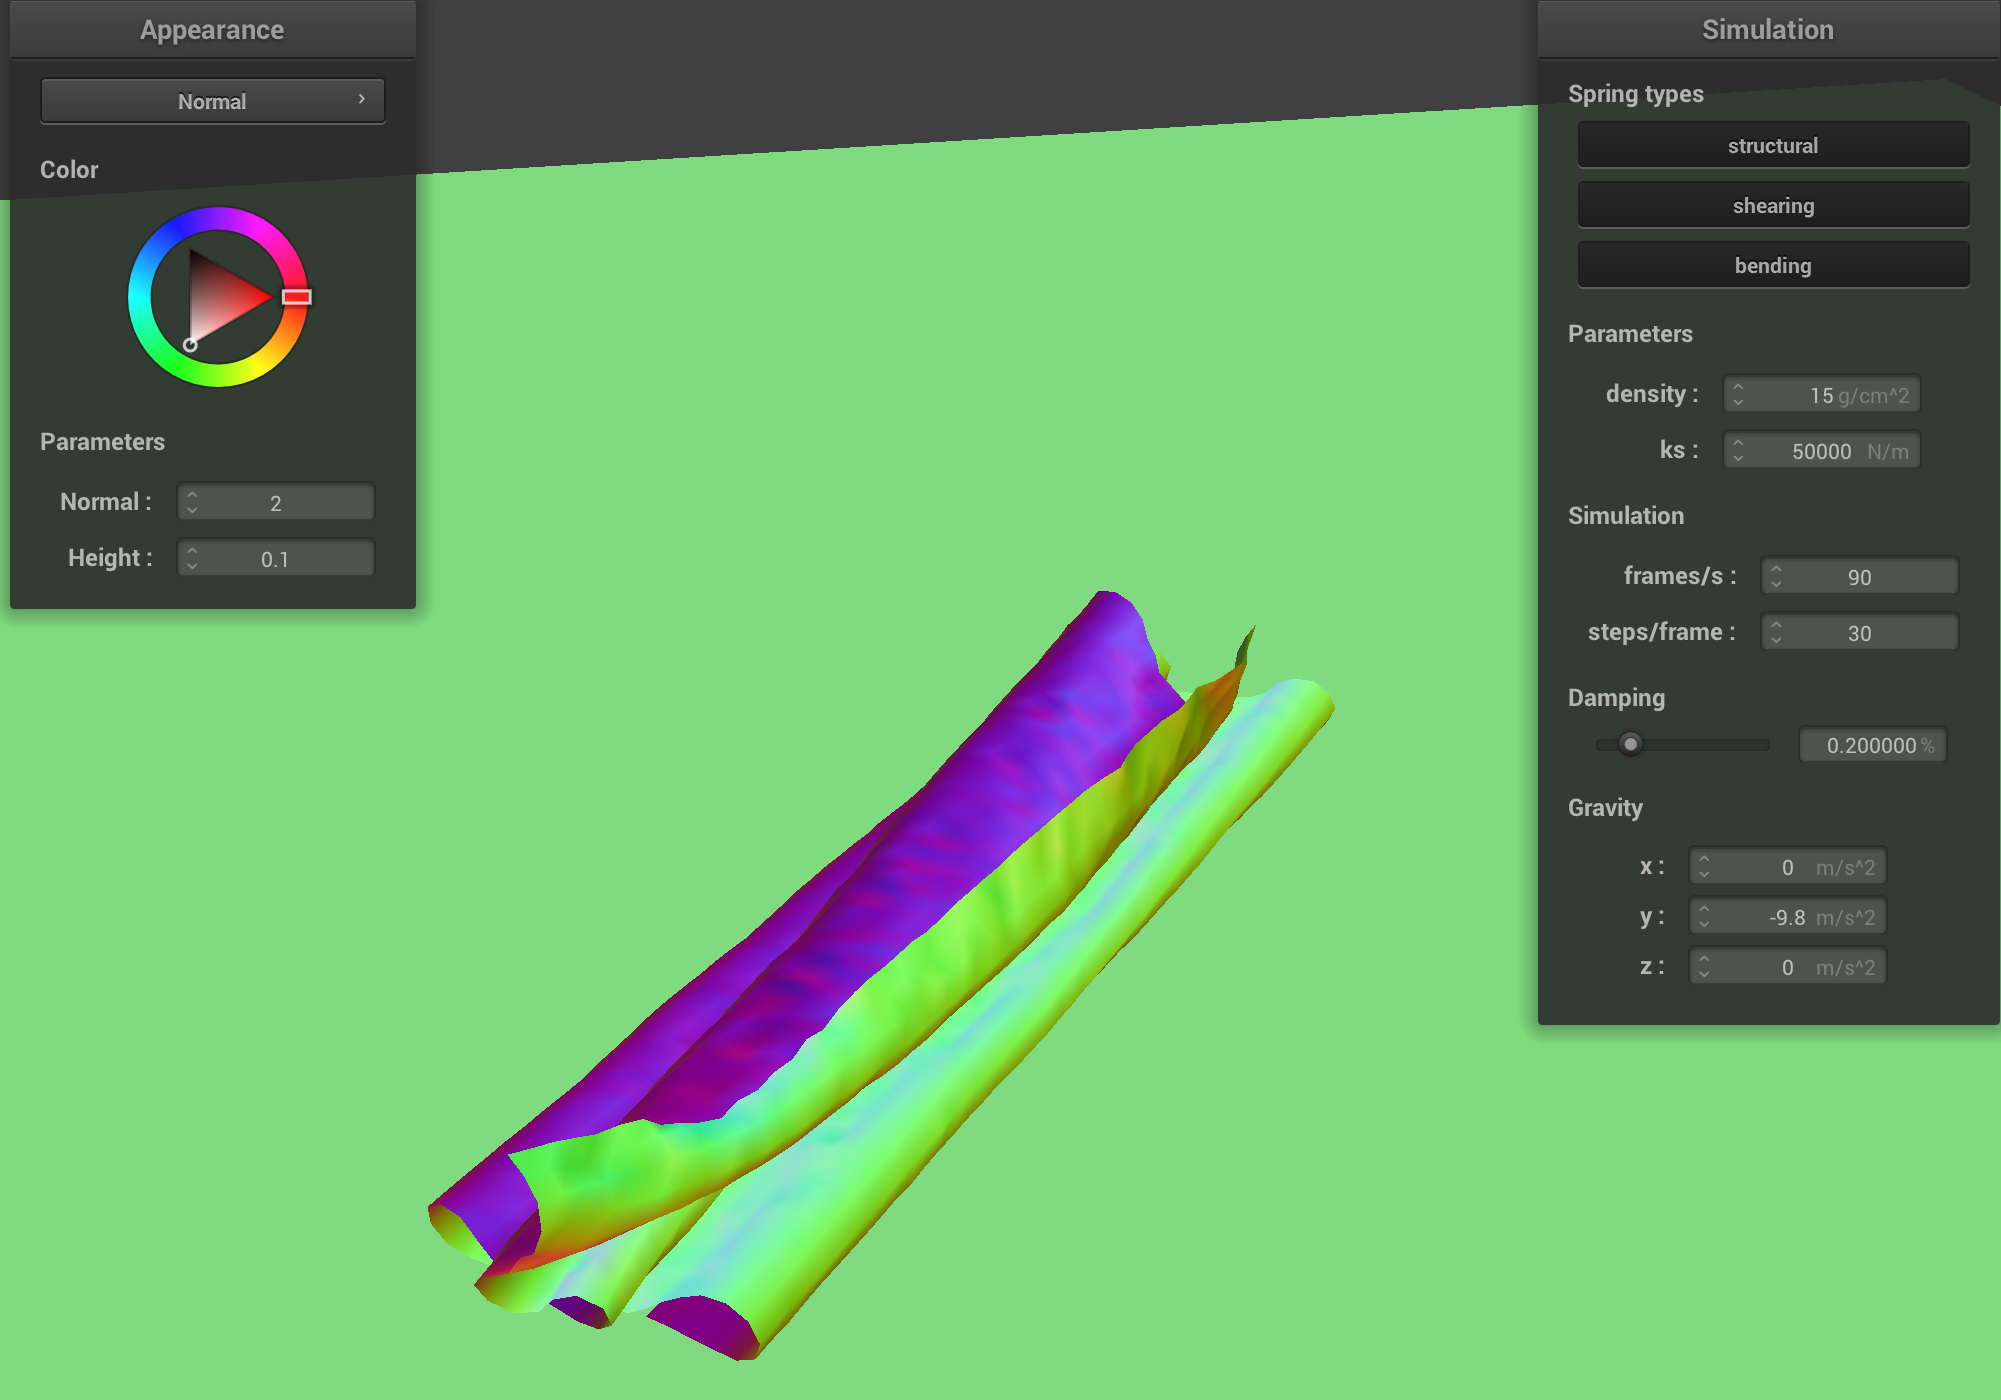 Appearance
Normal
Color
Parameters
Normal : 2
Height : 0.1
Simulation
Spring types
structural
shearing
bending
Parameters
density : 15 g/cm^2
ks : 50000 N/m
Simulation
frames/s : 90
steps/frame : 30
Damping
0.200000 %
Gravity
x : 0 m/s^2
y : -9.8 m/s^2
z : 0 m/s^2